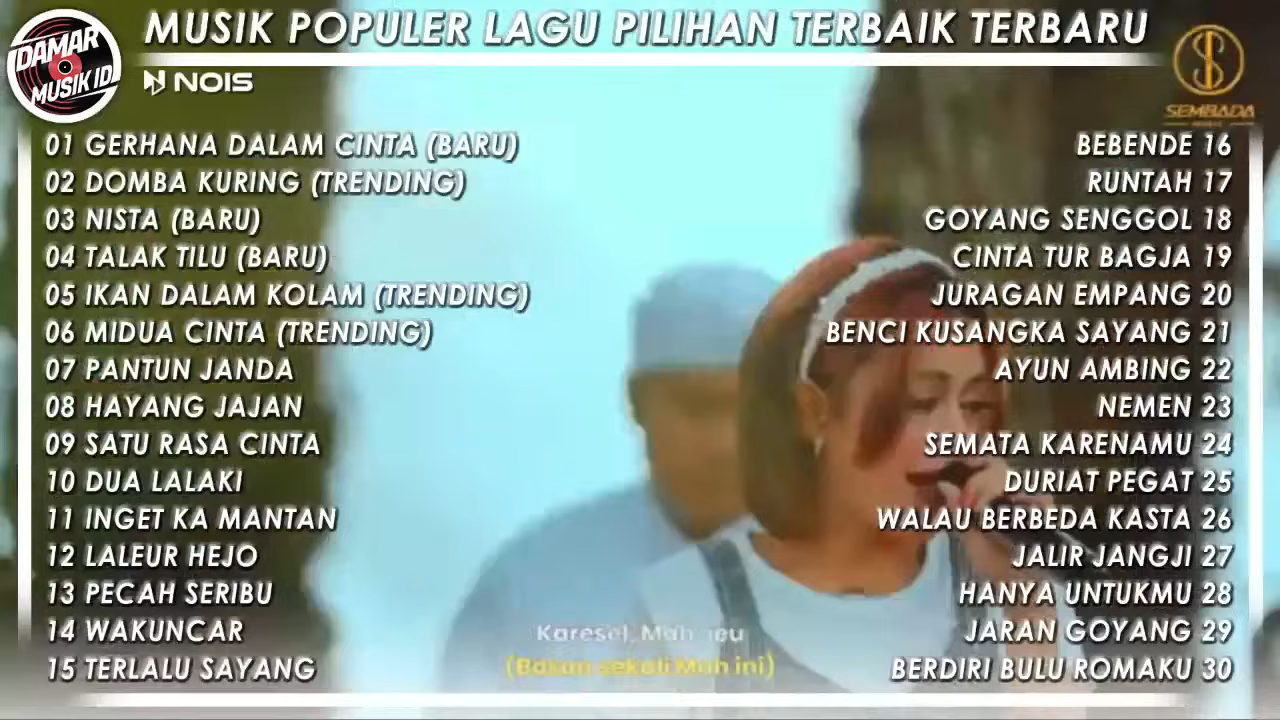 DAMAR
MUSIK ID
MUSIK POPULER LAGU PILIHAN TERBAIK TERBARU
NOIS
SEMBADA
01 GERHANA DALAM CINTA (BARU)
02 DOMBA KURING (TRENDING)
03 NISTA (BARU)
04 TALAK TILU (BARU)
05 IKAN DALAM KOLAM (TRENDING)
06 MIDUA CINTA (TRENDING)
07 PANTUN JANDA
08 HAYANG JAJAN
09 SATU RASA CINTA
10 DUA LALAKI
11 INGET KA MANTAN
12 LALEUR HEJO
13 PECAH SERIBU
14 WAKUNCAR
15 TERLALU SAYANG
BEBENDE 16
RUNTAH 17
GOYANG SENGGOL 18
CINTA TUR BAGJA 19
JURAGAN EMPANG 20
BENCI KUSANGKA SAYANG 21
AYUN AMBING 22
NEMEN 23
SEMATA KARENAMU 24
DURIAT PEGAT 25
WALAU BERBEDA KASTA 26
JALIR JANGJI 27
HANYA UNTUKMU 28
JARAN GOYANG 29
BERDIRI BULU ROMAKU 30
Karesel, Mah
(Bosan sekali Mah ini)